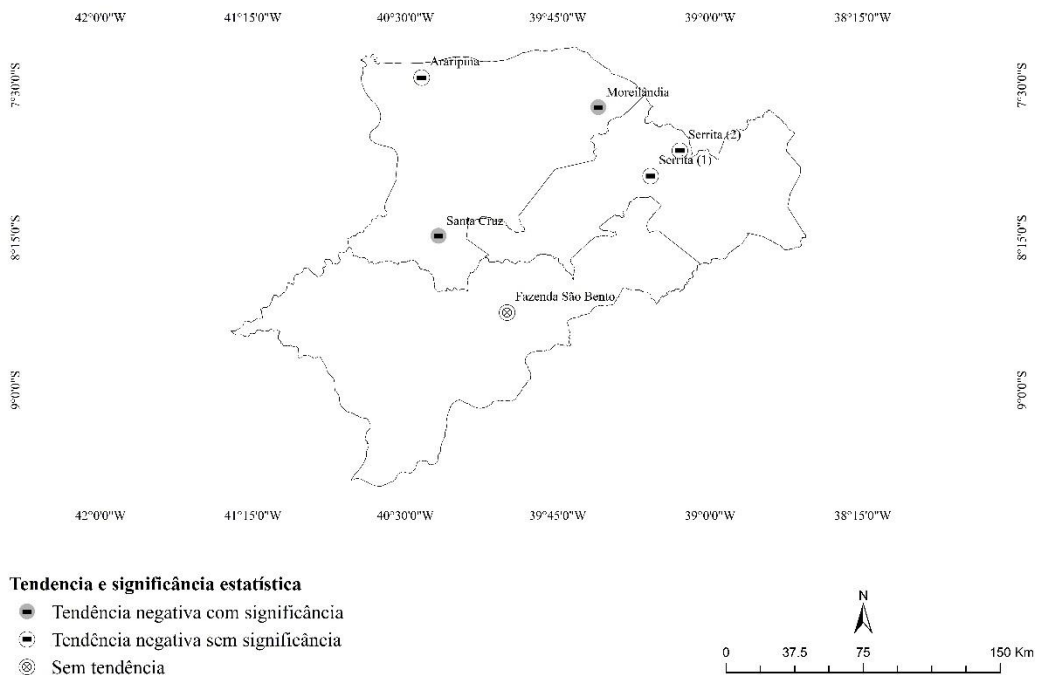 42°0'0"W 41°15'0"W 40°30'0"W 39°45'0"W 39°0'0"W 38°15'0"W
7°30'0"S 7°30'0"S
Araripina
Moreilândia
Serrita (2)
Serrita (1)
8°15'0"S 8°15'0"S
Santa Cruz
Fazenda São Bento
9°0'0"S 9°0'0"S
42°0'0"W 41°15'0"W 40°30'0"W 39°45'0"W 39°0'0"W 38°15'0"W
Tendencia e significância estatística
Tendência negativa com significância
Tendência negativa sem significância
Sem tendência
N
0 37.5 75 150 Km